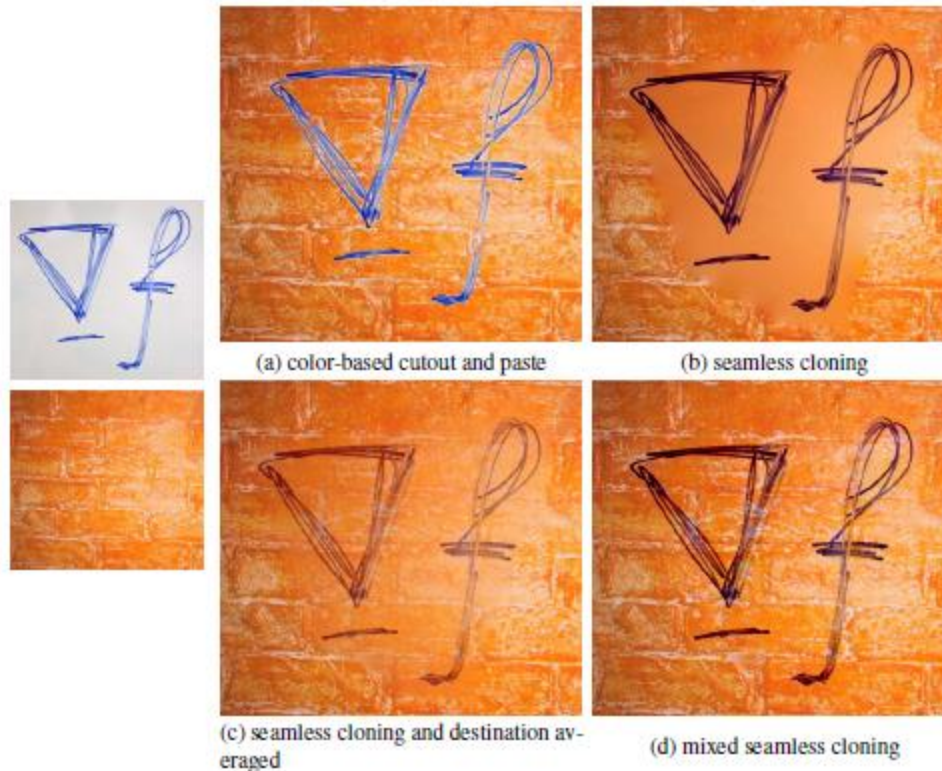 ∇ f
_
∇ f
_
(a) color-based cutout and paste
∇ f
_
(b) seamless cloning
∇ f
_
(c) seamless cloning and destination av-
eraged
∇ f
_
(d) mixed seamless cloning